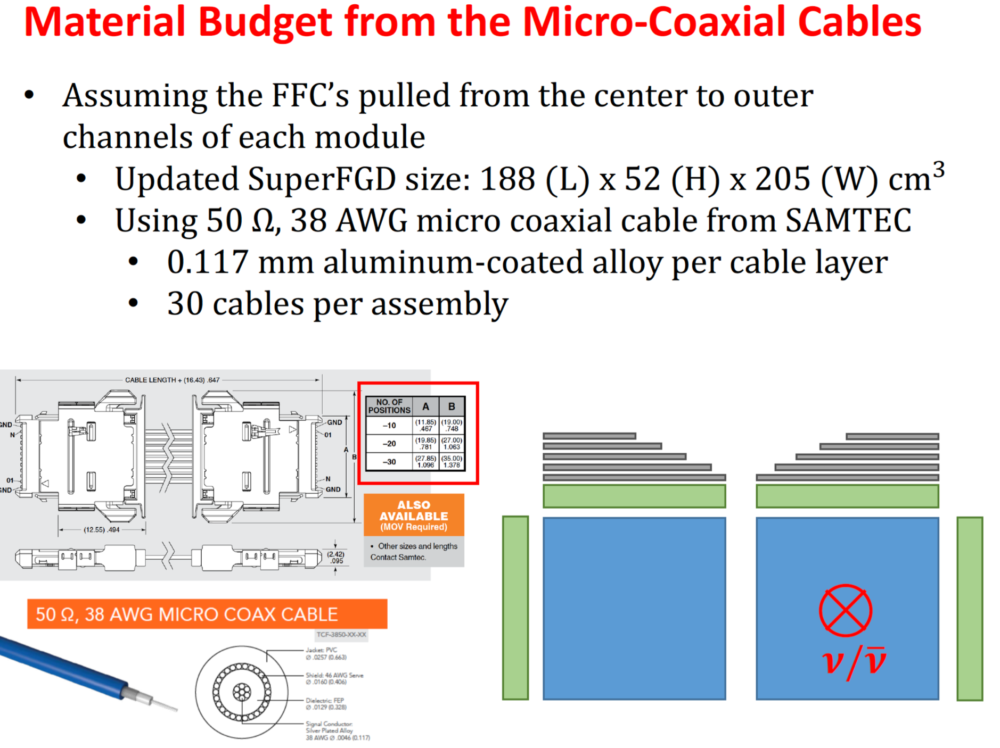 Material Budget from the Micro-Coaxial Cables
• Assuming the FFC’s pulled from the center to outer
channels of each module
• Updated SuperFGD size: 188 (L) x 52 (H) x 205 (W) cm³
• Using 50 Ω, 38 AWG micro coaxial cable from SAMTEC
• 0.117 mm aluminum-coated alloy per cable layer
• 30 cables per assembly
CABLE LENGTH + (16.43) .647
GND
N
01
GND
GND
01
A
B
N
GND
(12.55) .494
(2.42)
.095
NO. OF POSITIONS A B
–10 (11.85) .467 (19.00) .748
–20 (19.85) .781 (27.00) 1.063
–30 (27.85) 1.096 (35.00) 1.378
ALSO
AVAILABLE
(MOV Required)
• Other sizes and lengths
Contact Samtec.
50 Ω, 38 AWG MICRO COAX CABLE
TCF-3850-XX-XX
Jacket: PVC
Ø .0257 (0.663)
Shield: 46 AWG Serve
Ø .0160 (0.406)
Dielectric: FEP
Ø .0129 (0.328)
Signal Conductor:
Silver Plated Alloy
38 AWG Ø .0046 (0.117)
ν/ν̅